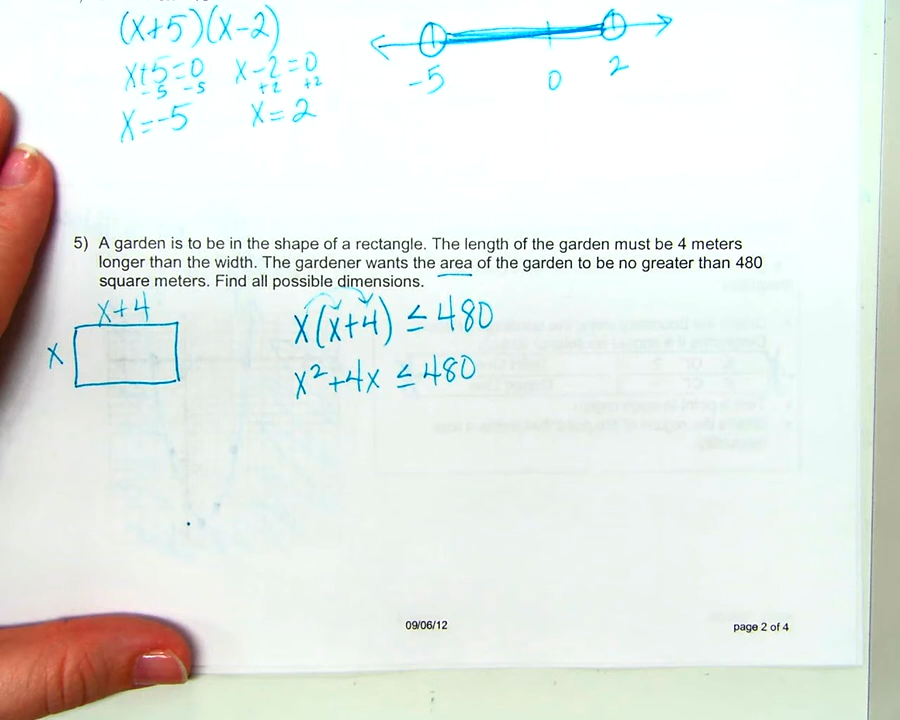 (x+5)(x-2)
x+5=0 x-2=0
-5 -5 +2 +2
x=-5 x=2
-5 0 2
5) A garden is to be in the shape of a rectangle. The length of the garden must be 4 meters
longer than the width. The gardener wants the area of the garden to be no greater than 480
square meters. Find all possible dimensions.
x+4
x
x(x+4) ≤ 480
x²+4x ≤ 480
09/06/12
page 2 of 4